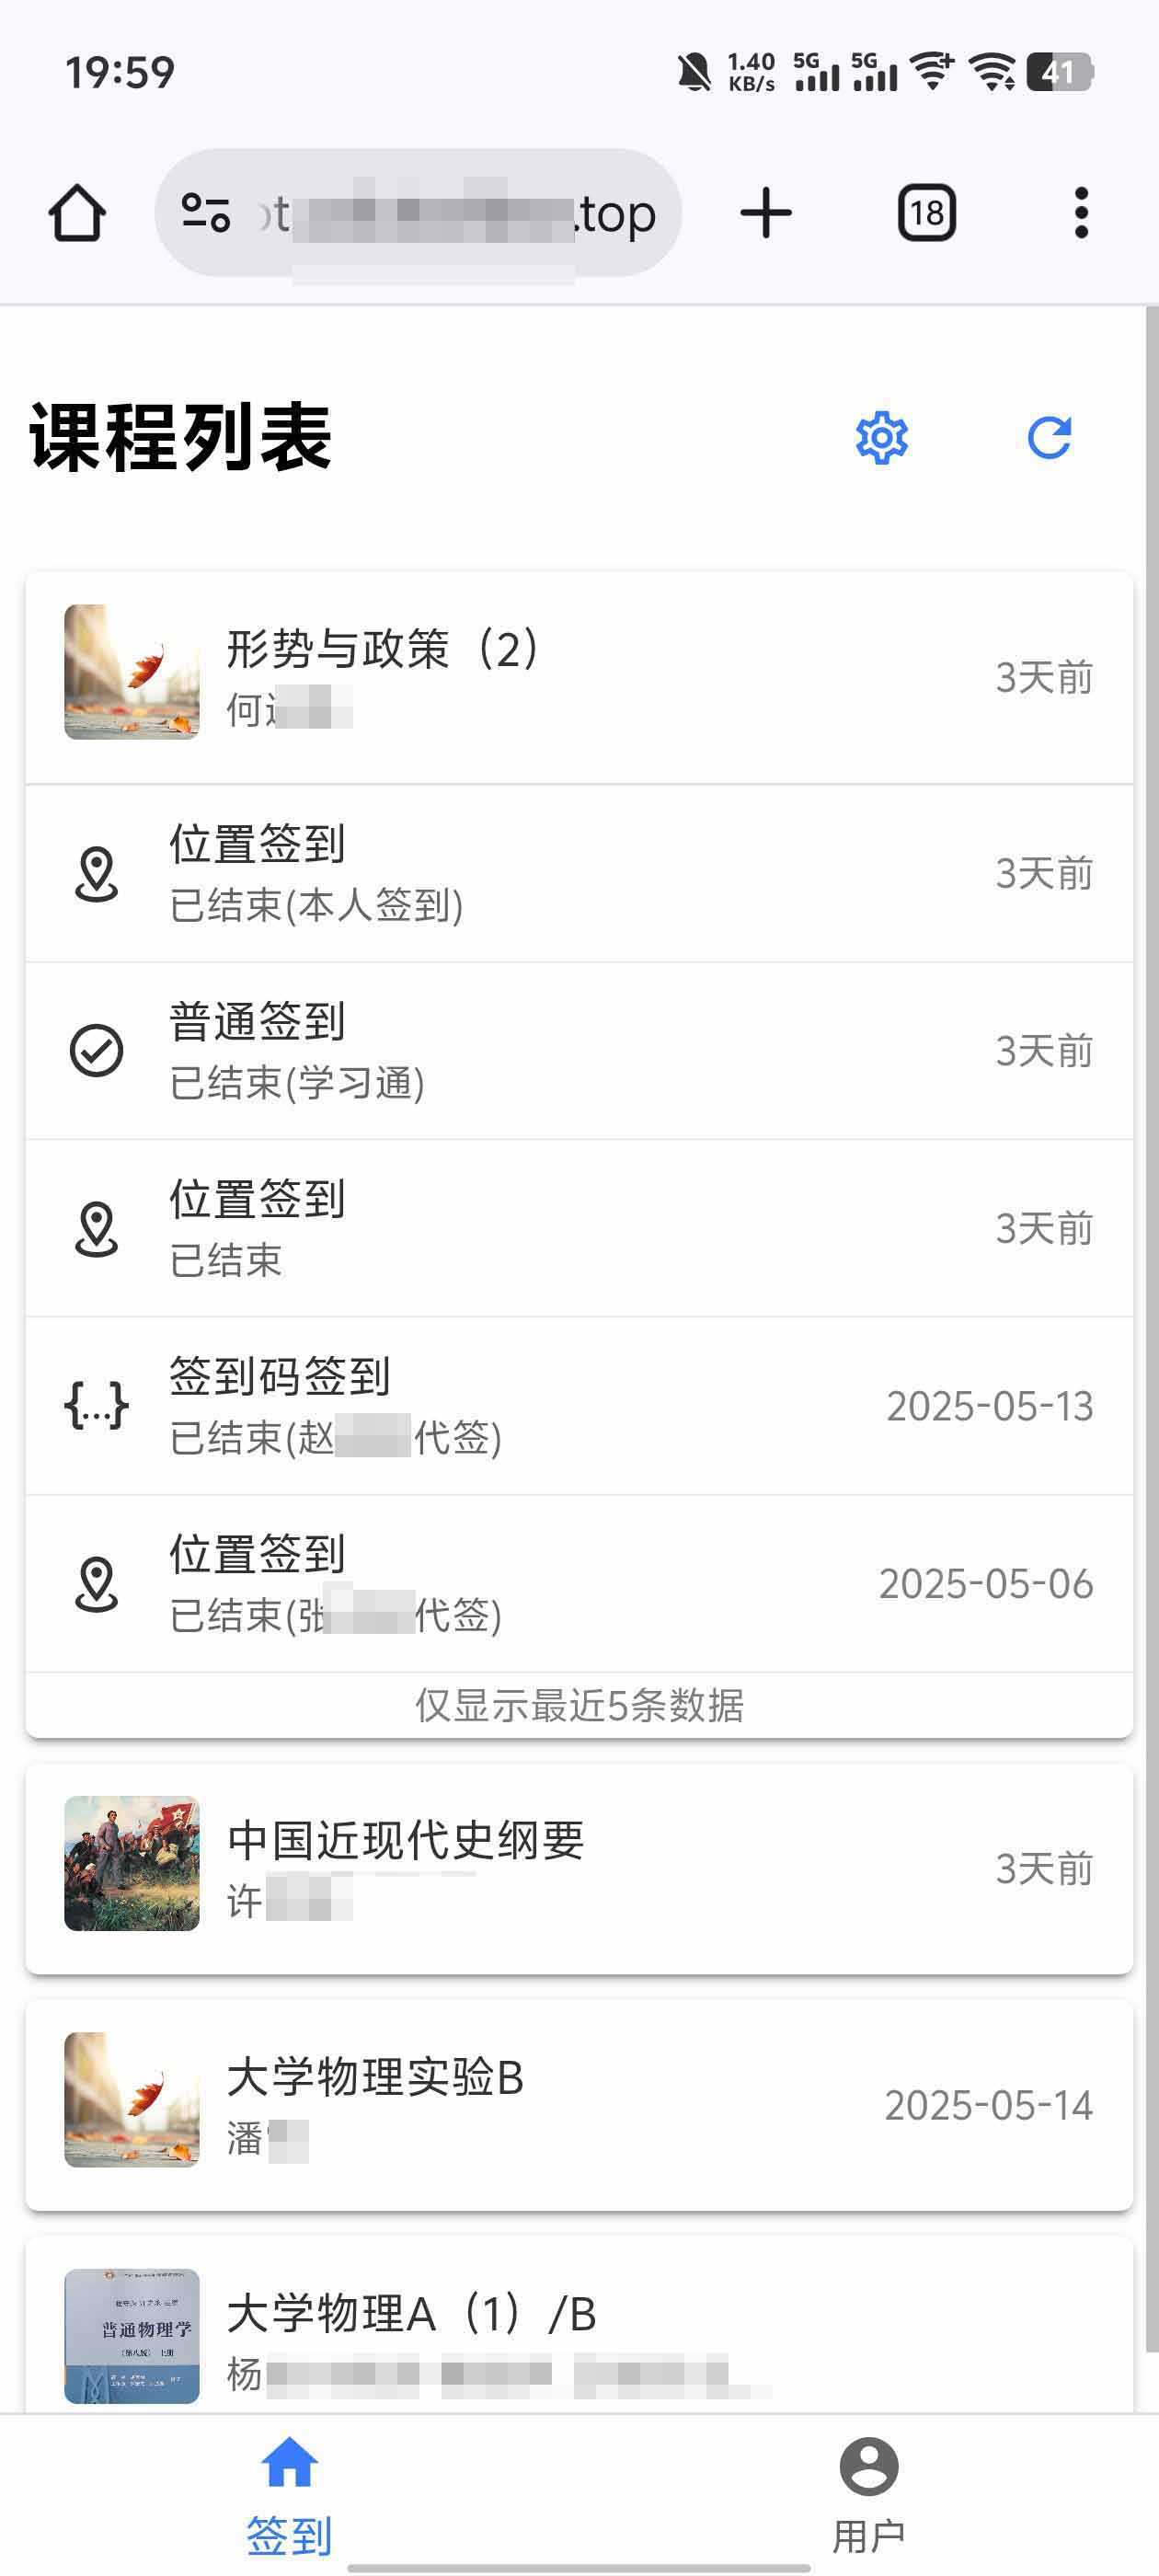 19:59
1.40
KB/s
5G
5G
41
t
.top
18
课程列表
形势与政策（2）
何
3天前
位置签到
已结束(本人签到)
3天前
普通签到
已结束(学习通)
3天前
位置签到
已结束
3天前
签到码签到
已结束(赵
代签)
2025-05-13
位置签到
已结束(张
代签)
2025-05-06
仅显示最近5条数据
中国近现代史纲要
许
3天前
大学物理实验B
潘
2025-05-14
普通物理学
大学物理A（1）/B
杨
签到
用户